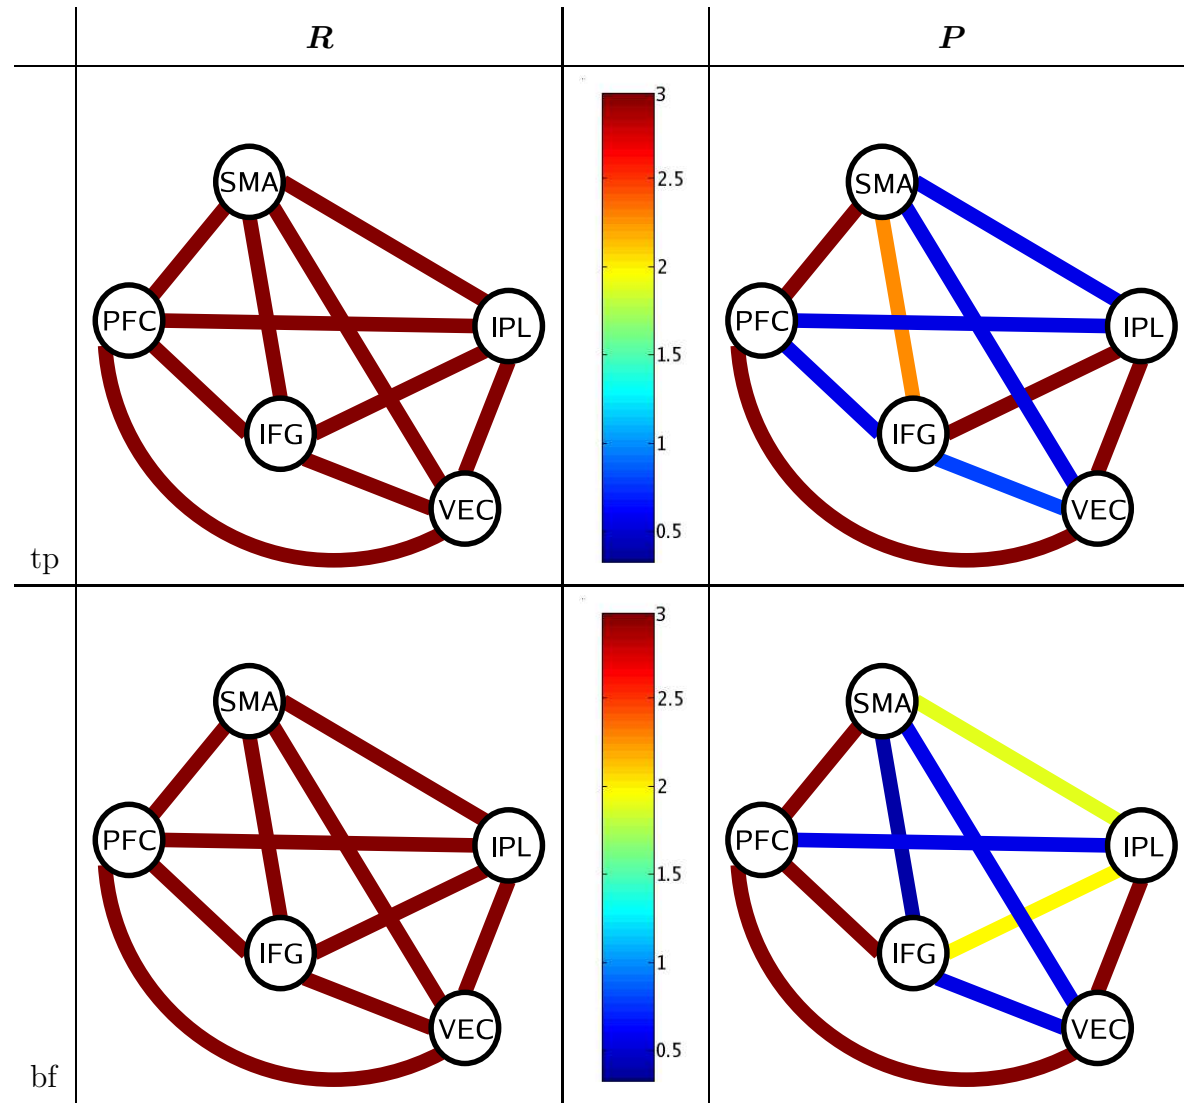 R P
3
SMA SMA
2.5
2
PFC IPL PFC IPL
1.5
IFG IFG
1
VEC VEC
0.5
tp
3
SMA SMA
2.5
2
PFC IPL PFC IPL
1.5
IFG IFG
1
VEC VEC
0.5
bf